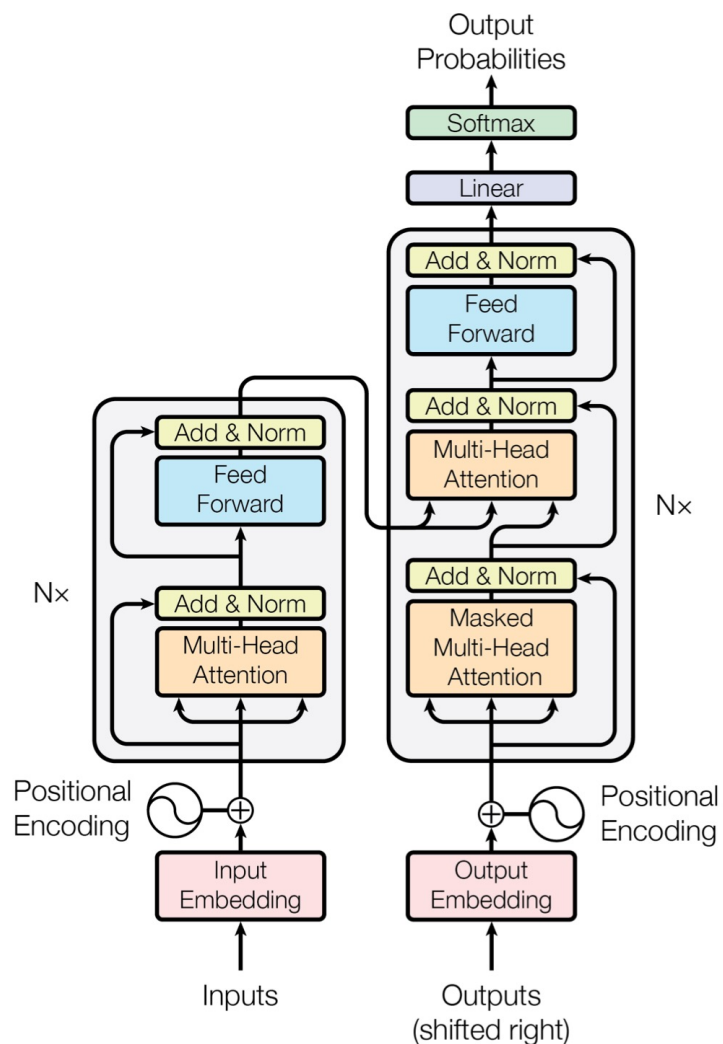 Output
Probabilities
Softmax
Linear
Add & Norm
Feed
Forward
Add & Norm
Multi-Head
Attention
Add & Norm
Masked
Multi-Head
Attention
N×
Add & Norm
Feed
Forward
Add & Norm
Multi-Head
Attention
N×
Positional
Encoding
Positional
Encoding
Input
Embedding
Output
Embedding
Inputs
Outputs
(shifted right)